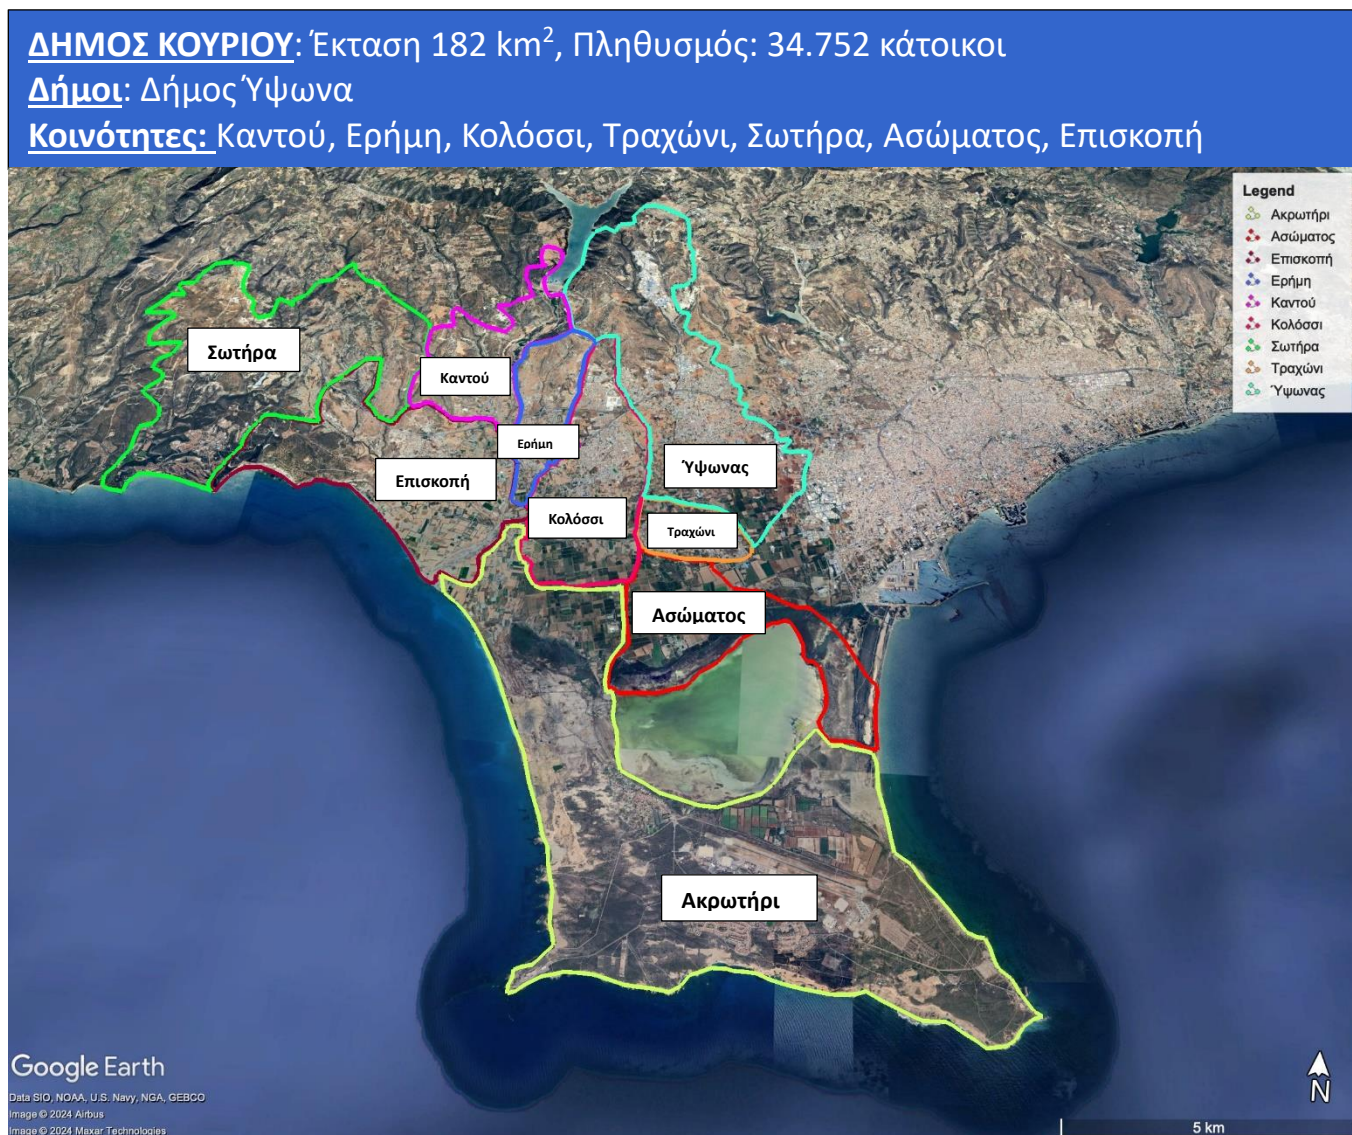 ΔΗΜΟΣ ΚΟΥΡΙΟΥ: Έκταση 182 km², Πληθυσμός: 34.752 κάτοικοι
Δήμοι: Δήμος Ύψωνα
Κοινότητες: Καντού, Ερήμη, Κολόσσι, Τραχώνι, Σωτήρα, Ασώματος, Επισκοπή
Legend
Ακρωτήρι
Ασώματος
Επισκοπή
Ερήμη
Καντού
Κολόσσι
Σωτήρα
Τραχώνι
Ύψωνας
Σωτήρα
Καντού
Ερήμη
Ύψωνας
Επισκοπή
Κολόσσι
Τραχώνι
Ασώματος
Ακρωτήρι
Google Earth
Data SIO, NOAA, U.S. Navy, NGA, GEBCO
Image © 2024 Airbus
Image © 2024 Maxar Technologies
N
5 km